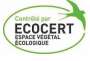 Contrôlé par
ECOCERT
ESPACE VÉGÉTAL
ÉCOLOGIQUE